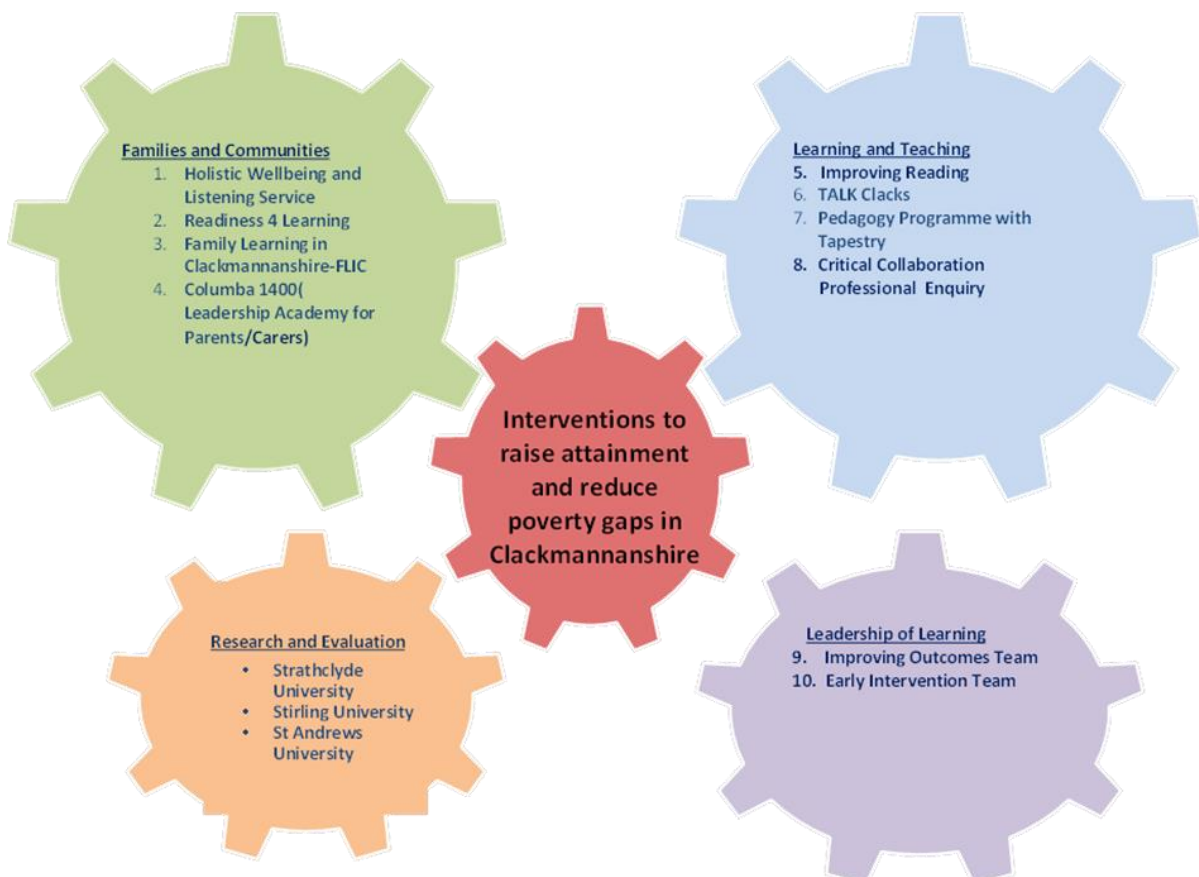 Families and Communities
1. Holistic Wellbeing and
Listening Service
2. Readiness 4 Learning
3. Family Learning in
Clackmannanshire-FLIC
4. Columba 1400(
Leadership Academy for
Parents/Carers)
Learning and Teaching
5. Improving Reading
6. TALK Clacks
7. Pedagogy Programme with
Tapestry
8. Critical Collaboration
Professional Enquiry
Interventions to
raise attainment
and reduce
poverty gaps in
Clackmannanshire
Research and Evaluation
• Strathclyde
University
• Stirling University
• St Andrews
University
Leadership of Learning
9. Improving Outcomes Team
10. Early Intervention Team